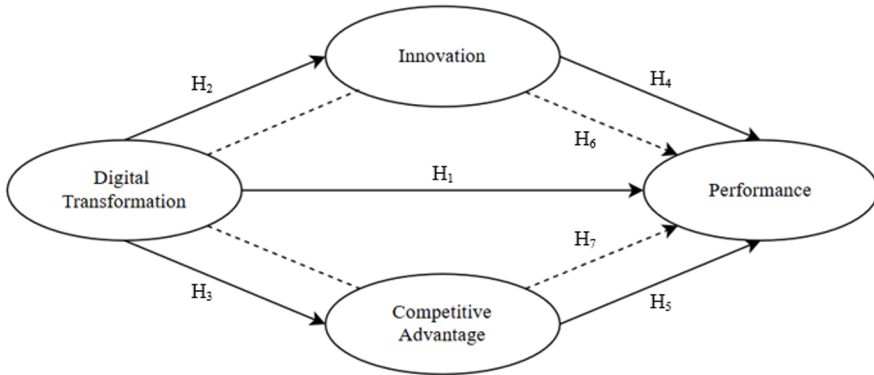 Innovation
H₂
H₄
H₆
Digital
Transformation
H₁
Performance
H₃
H₇
Competitive
Advantage
H₅